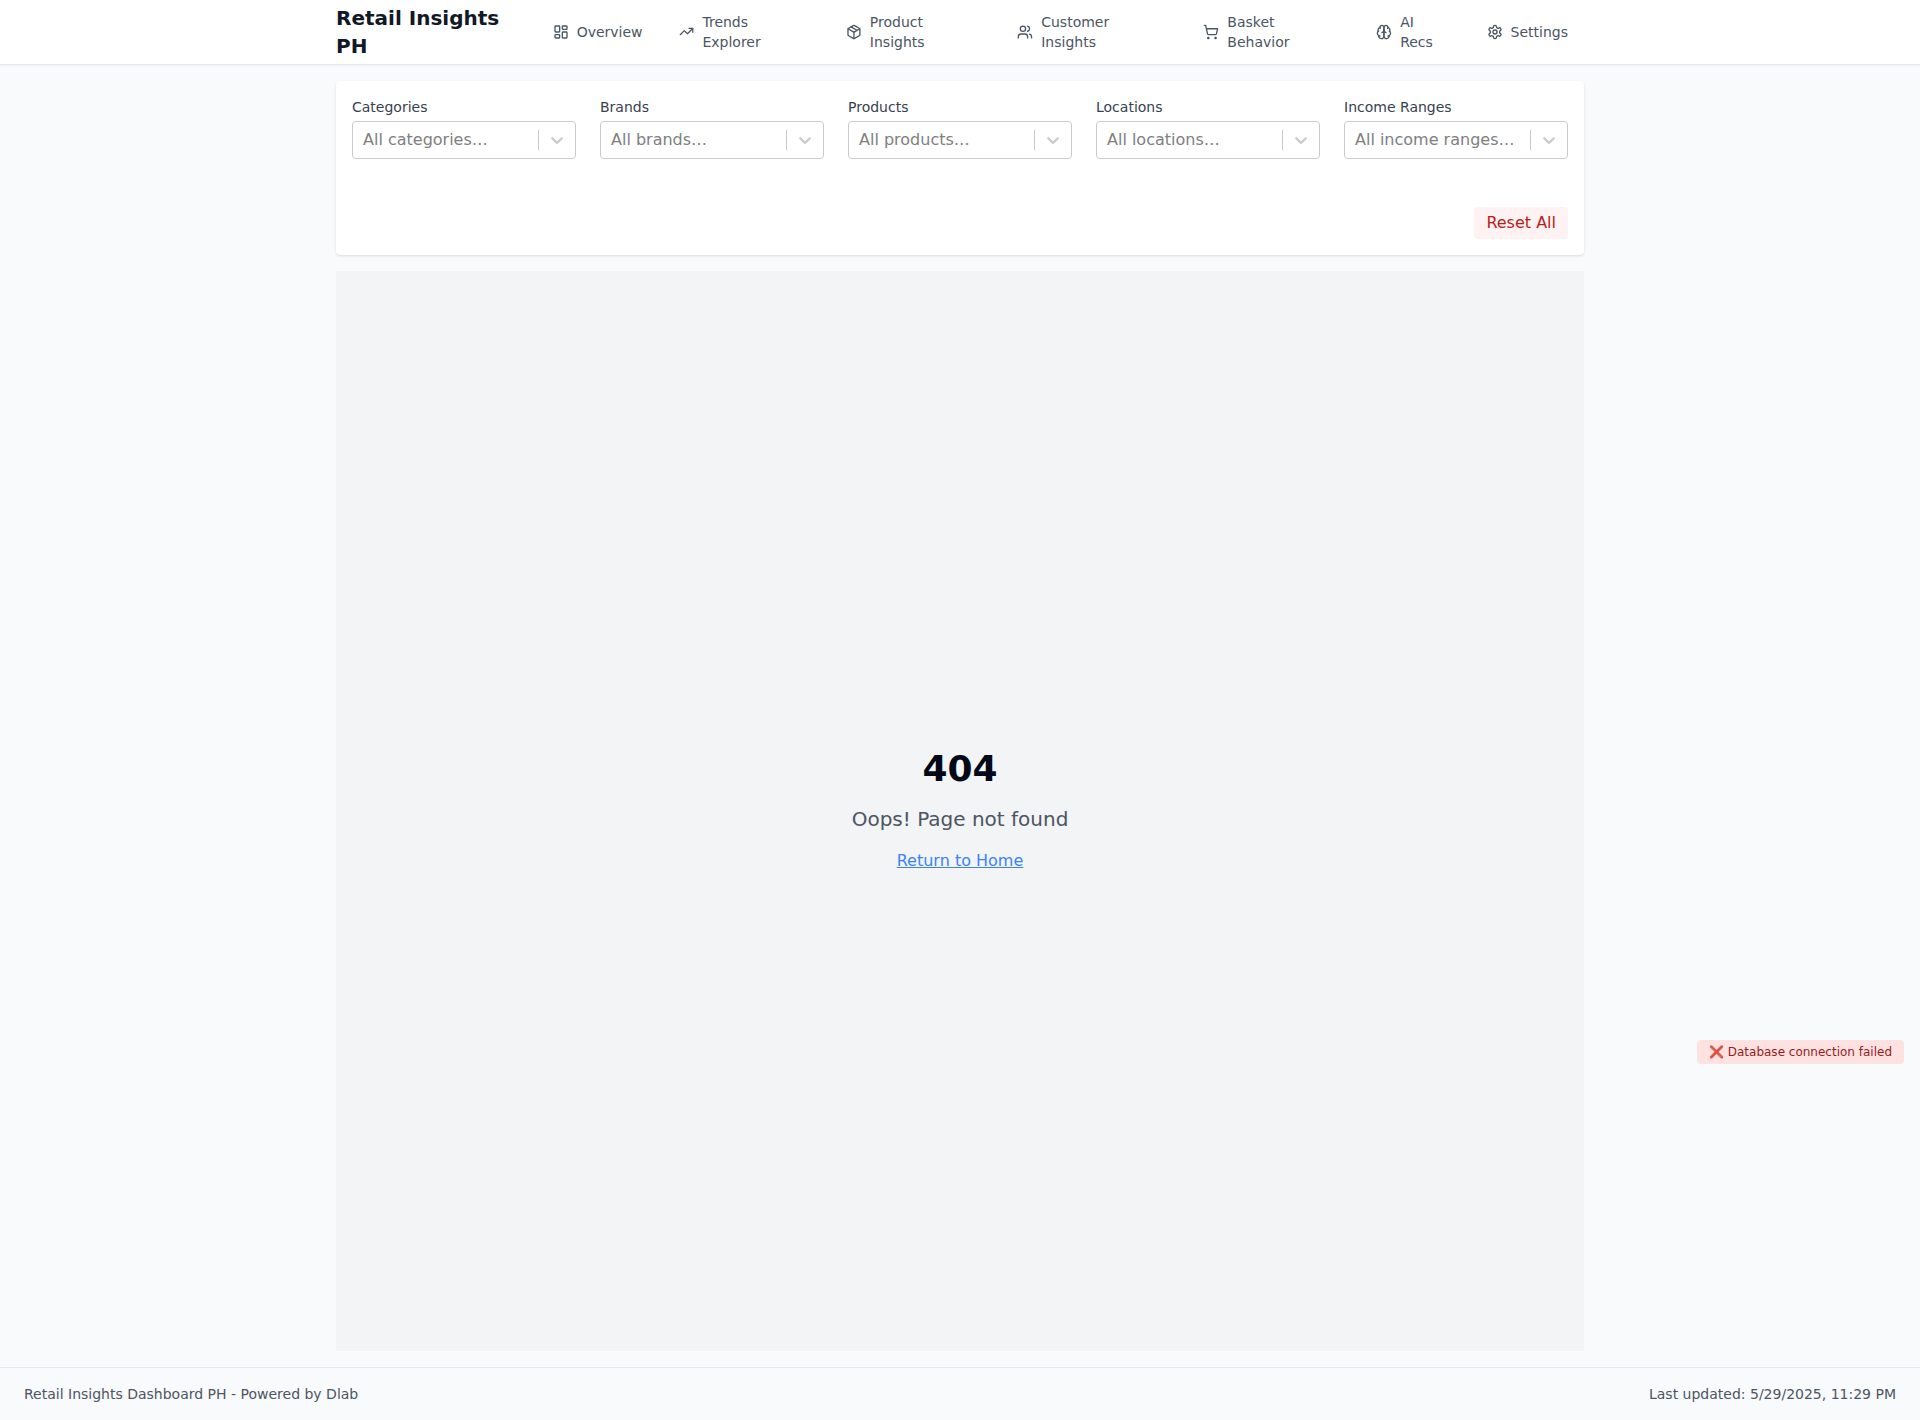 Retail Insights
PH
Overview
Trends
Explorer
Product
Insights
Customer
Insights
Basket
Behavior
AI
Recs
Settings
Categories
Brands
Products
Locations
Income Ranges
All categories...
All brands...
All products...
All locations...
All income ranges...
Reset All
404
Oops! Page not found
Return to Home
❌ Database connection failed
Retail Insights Dashboard PH - Powered by Dlab
Last updated: 5/29/2025, 11:29 PM